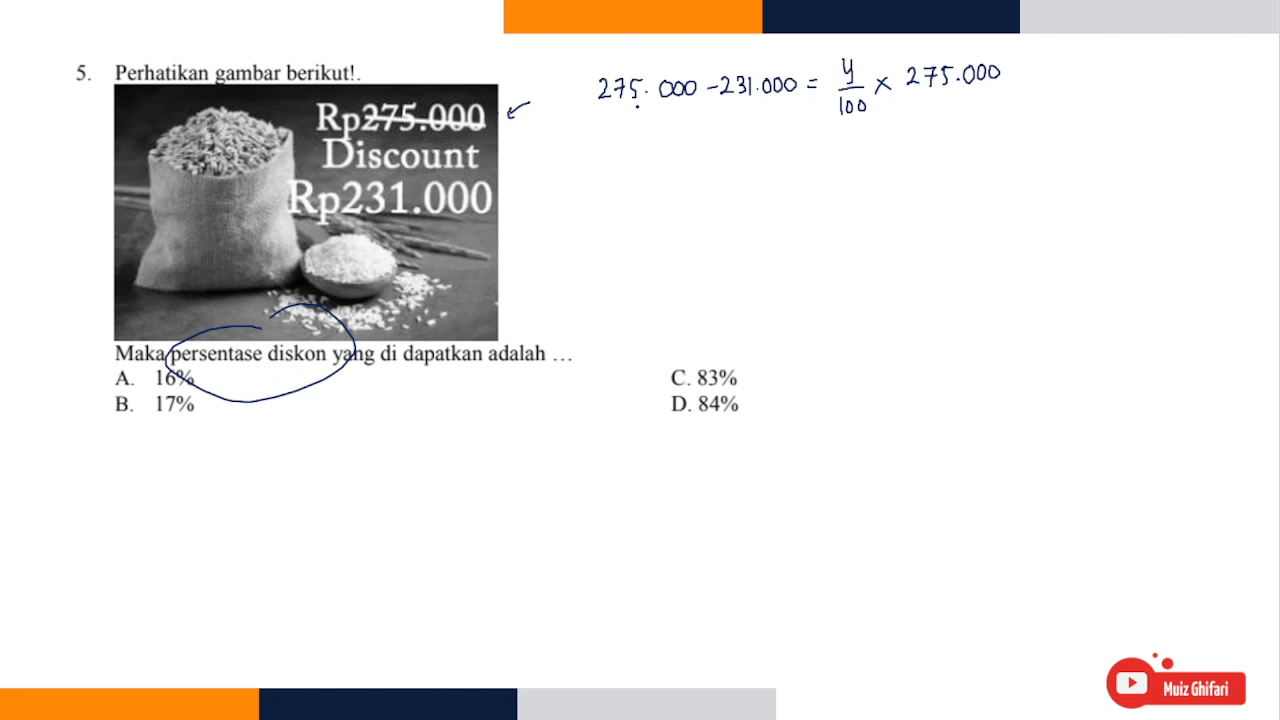 5. Perhatikan gambar berikut!.
275.000 - 231.000 = y/100 × 275.000
Rp275.000
Discount
Rp231.000
Maka persentase diskon yang di dapatkan adalah …
A. 16%
B. 17%
C. 83%
D. 84%
Muiz Ghifari